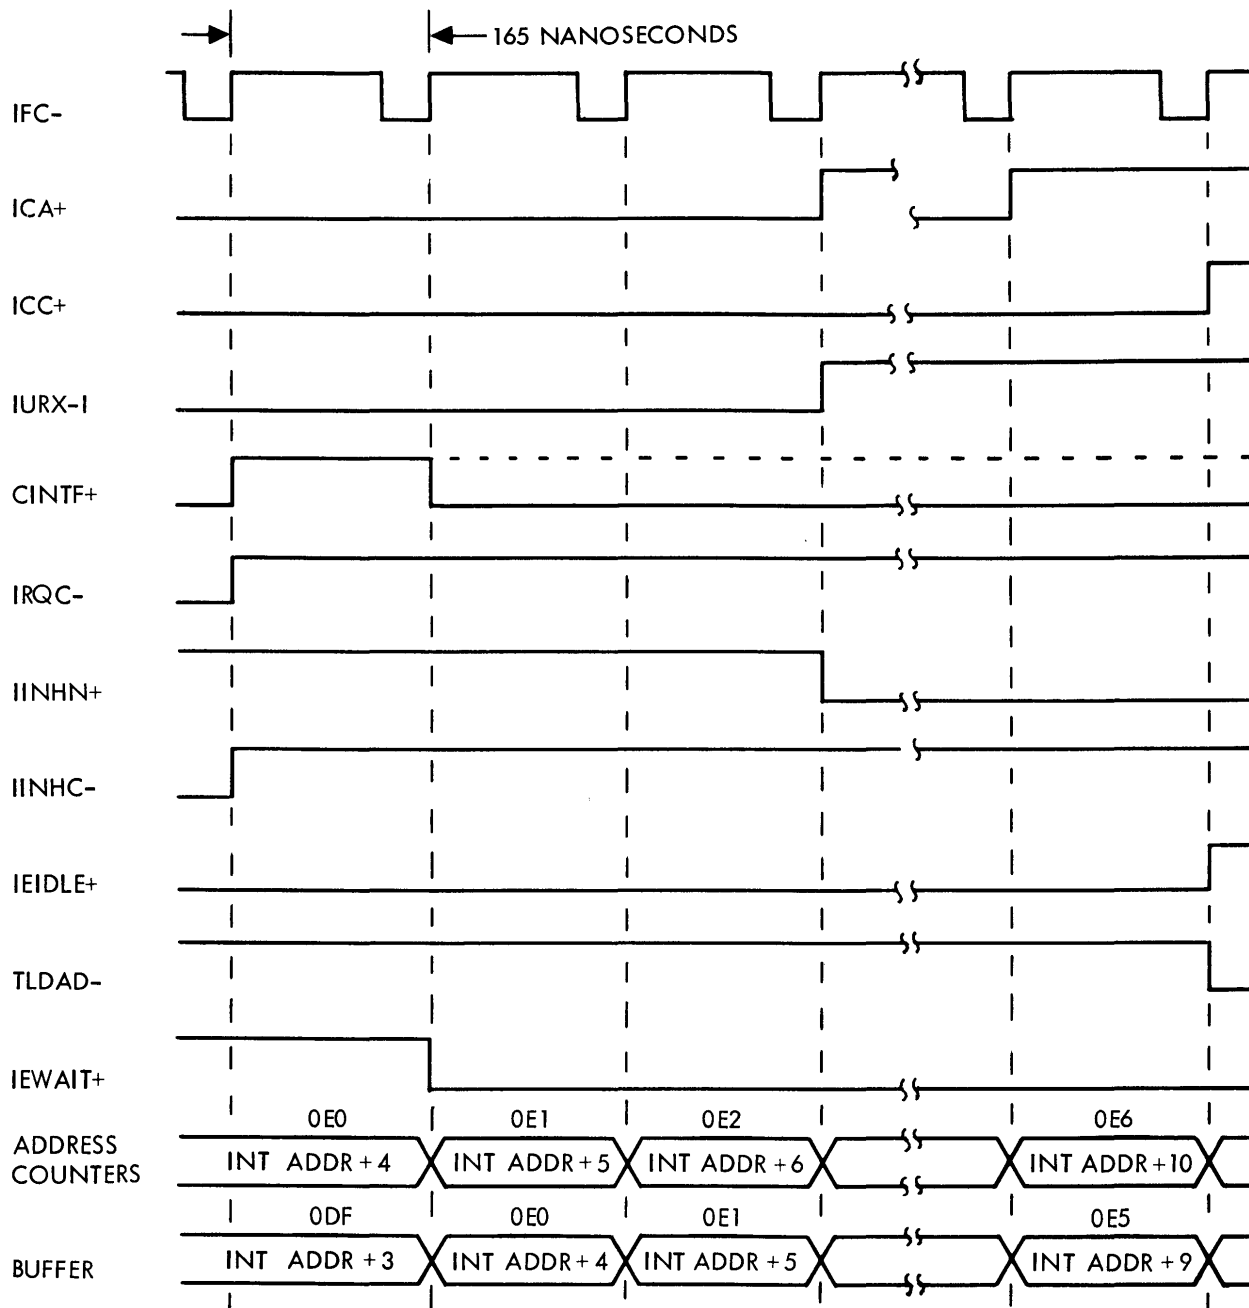 165 NANOSECONDS
IFC-
ICA+
ICC+
IURX-I
CINTF+
IRQC-
IINHN+
IINHC-
IEIDLE+
TLDAD-
IEWAIT+
0E0 0E1 0E2 0E6
ADDRESS COUNTERS
INT ADDR+4 INT ADDR+5 INT ADDR+6 INT ADDR+10
0DF 0E0 0E1 0E5
BUFFER
INT ADDR+3 INT ADDR+4 INT ADDR+5 INT ADDR+9